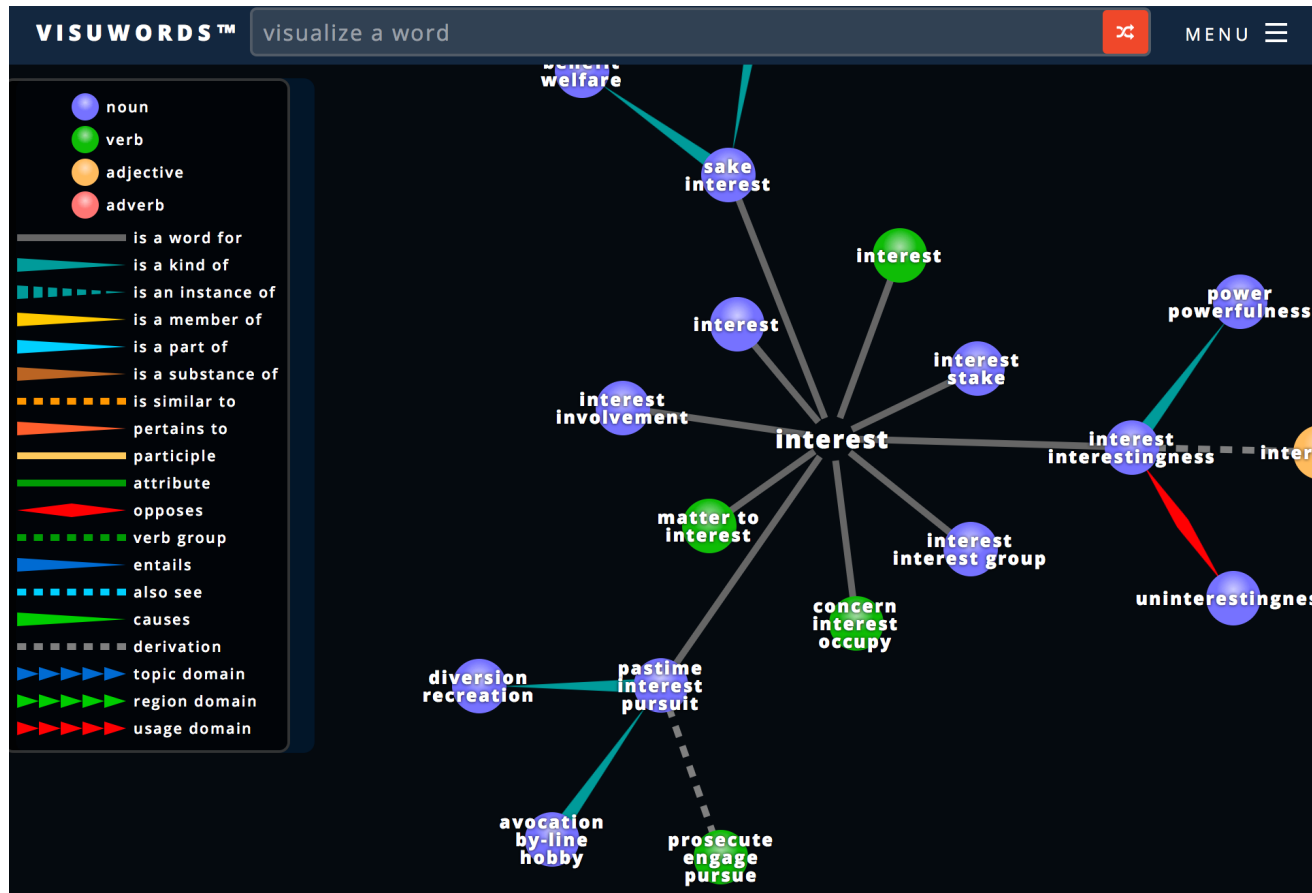 VISUWORDS™
visualize a word
MENU
noun
verb
adjective
adverb
is a word for
is a kind of
is an instance of
is a member of
is a part of
is a substance of
is similar to
pertains to
participle
attribute
opposes
verb group
entails
also see
causes
derivation
topic domain
region domain
usage domain
benefit
welfare
sake
interest
interest
power
powerfulness
interest
interest
stake
interest
involvement
interest
interest
interestingness
inter
matter to
interest
interest
interest group
concern
interest
occupy
uninterestingnes
pastime
interest
pursuit
diversion
recreation
avocation
by-line
hobby
prosecute
engage
pursue